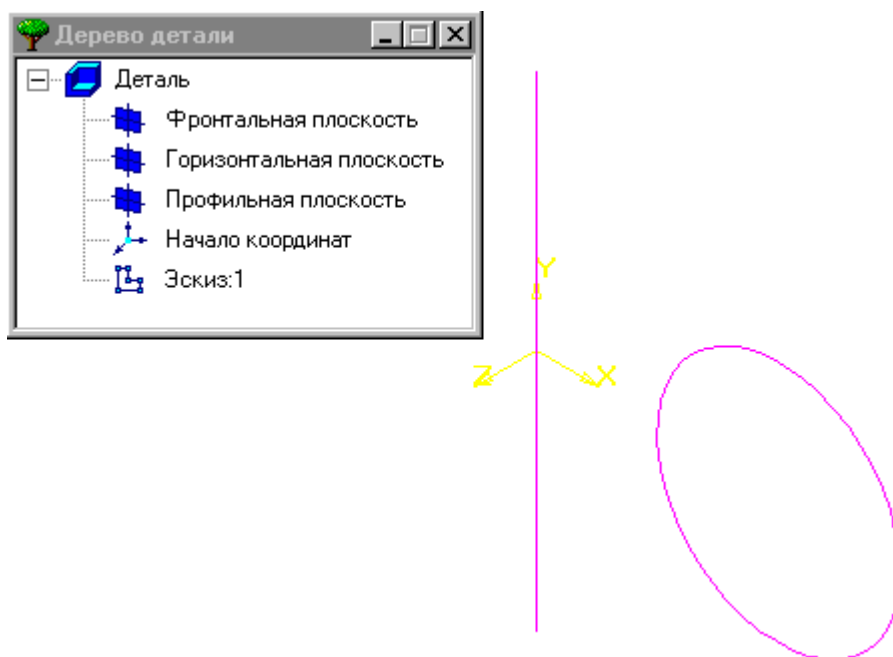 Дерево детали
Деталь
Фронтальная плоскость
Горизонтальная плоскость
Профильная плоскость
Начало координат
Эскиз:1
Y
Z X